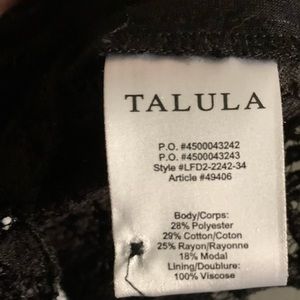 TALULA
P.O. #4500043242
P.O. #4500043243
Style #LFD2-2242-34
Article #49406
Body/Corps:
28% Polyester
29% Cotton/Coton
25% Rayon/Rayonne
18% Modal
Lining/Doublure:
100% Viscose